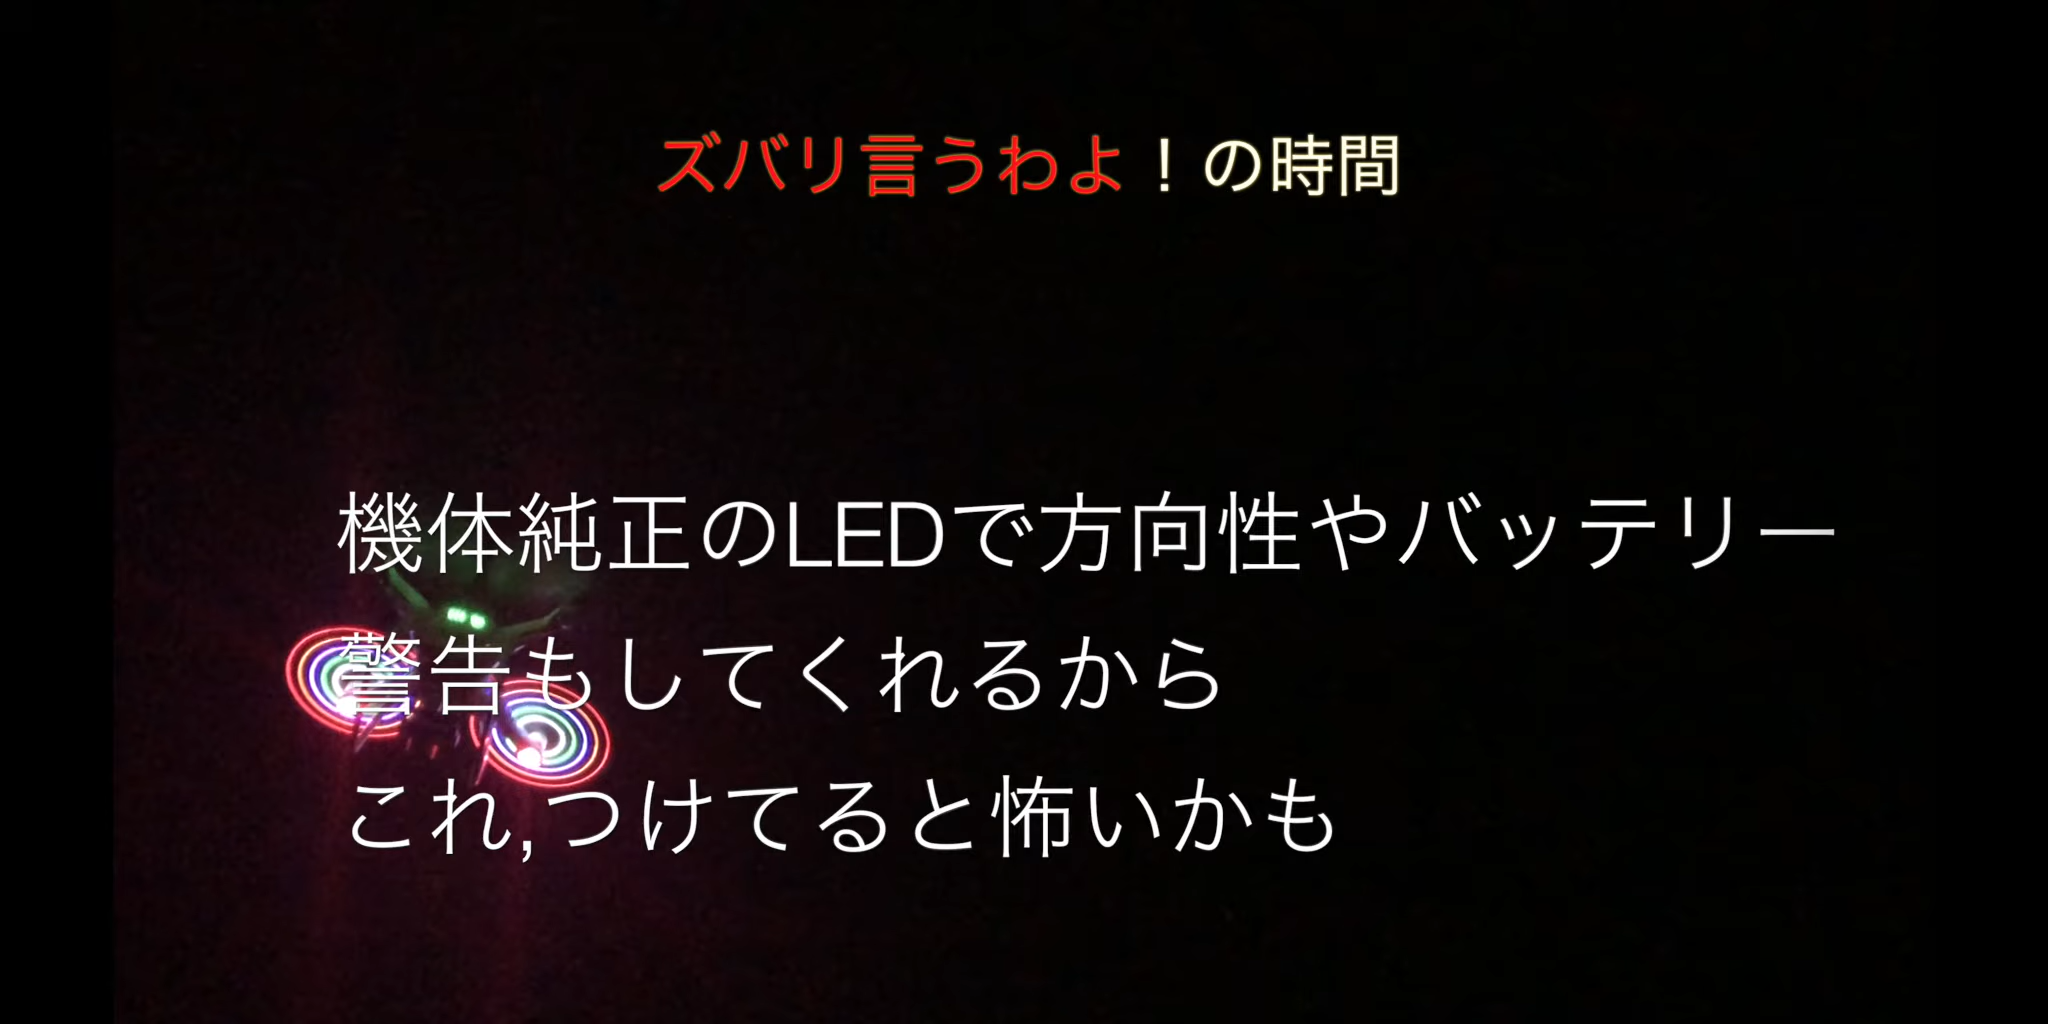 ズバリ言うわよ！の時間
機体純正のLEDで方向性やバッテリー
警告もしてくれるから
これ,つけてると怖いかも